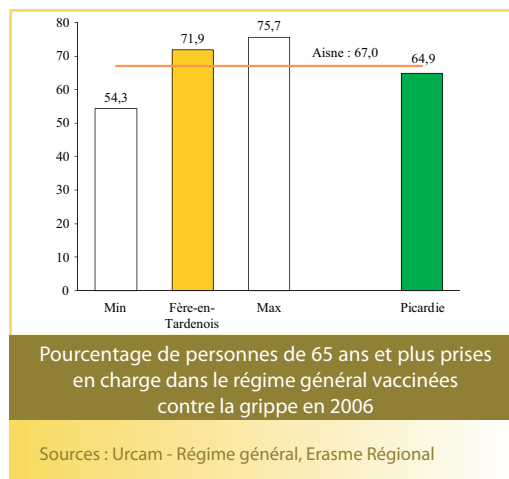 80
70
60
50
40
30
20
10
0
54,3
71,9
75,7
Aisne : 67,0
64,9
Min
Fère-en-
Tardenois
Max
Picardie
Pourcentage de personnes de 65 ans et plus prises
en charge dans le régime général vaccinées
contre la grippe en 2006
Sources : Urcam - Régime général, Erasme Régional